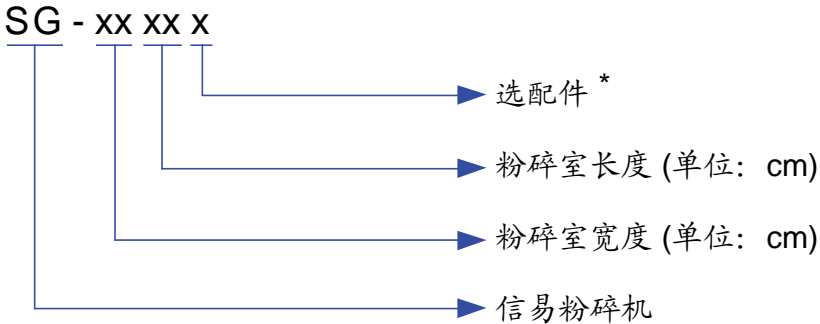 SG - xx xx x
选配件 *
粉碎室长度 (单位：cm)
粉碎室宽度 (单位：cm)
信易粉碎机